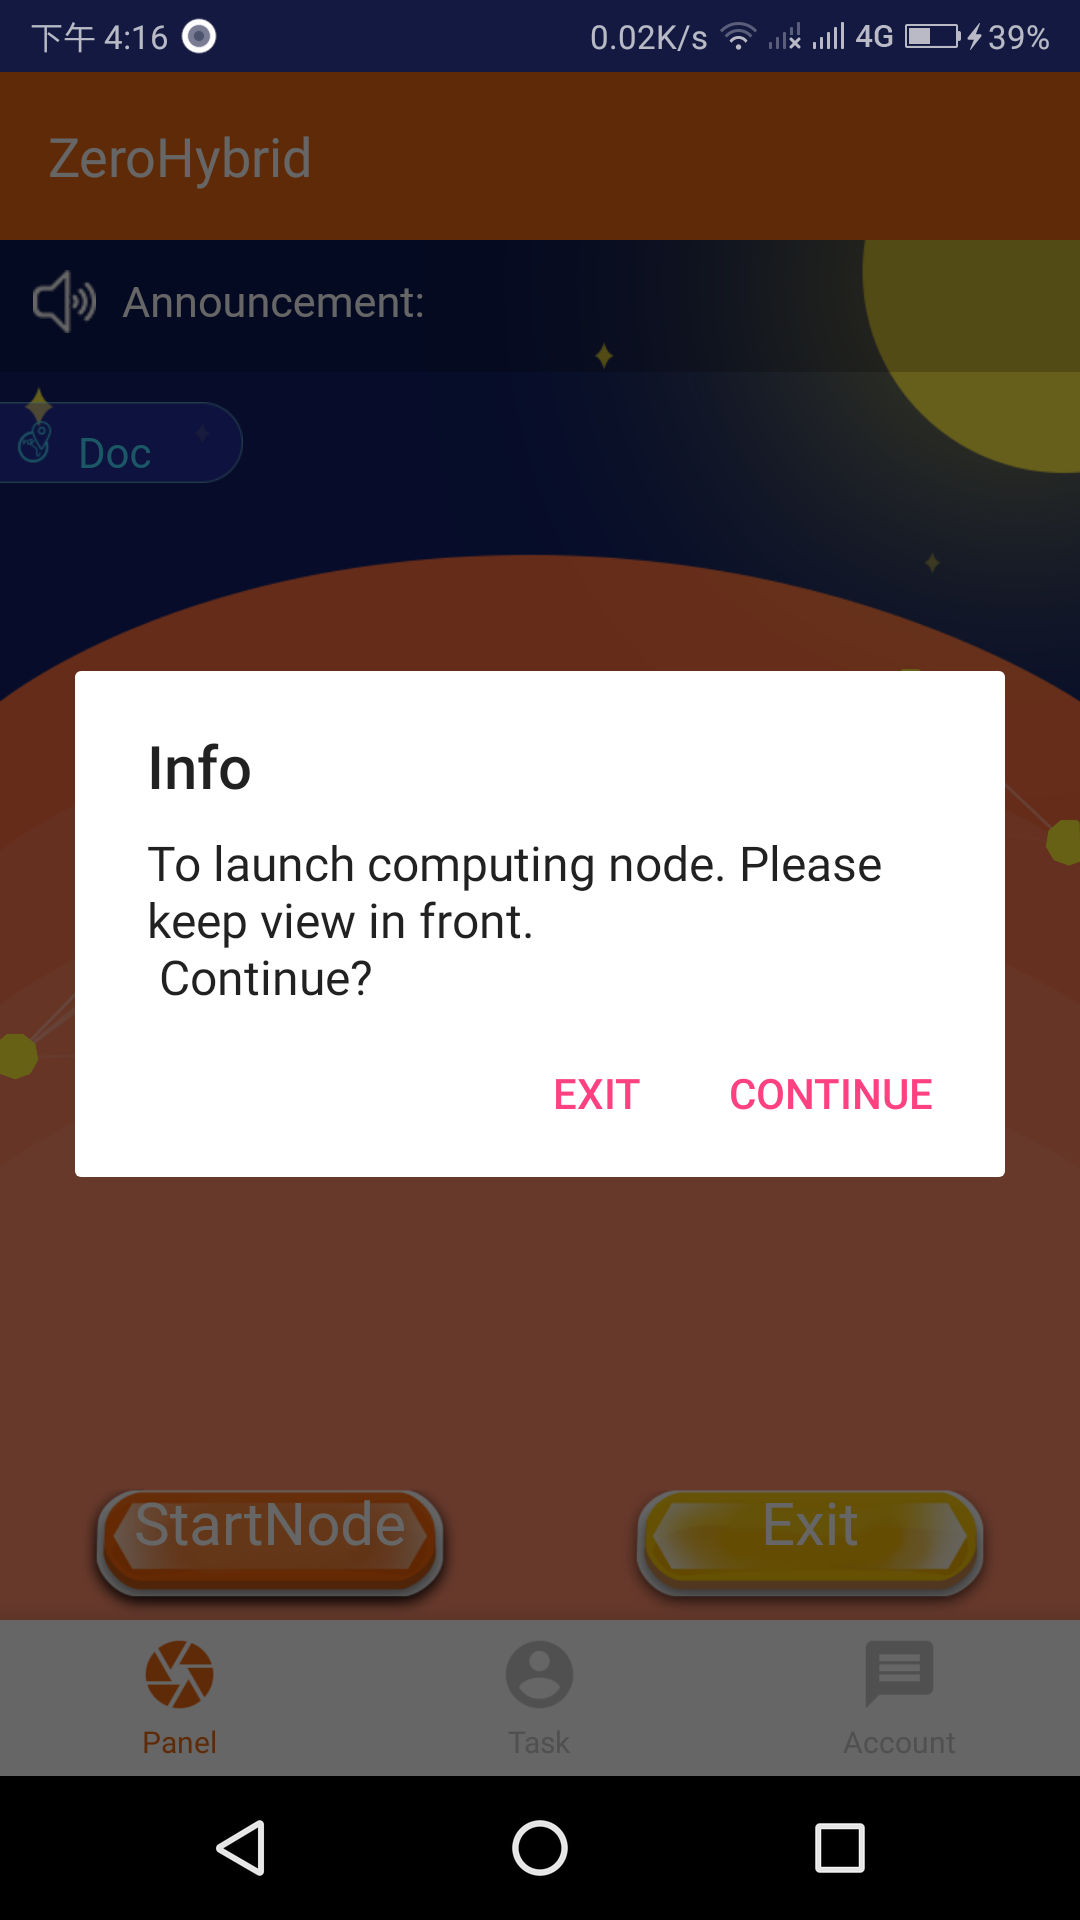 下午 4:16 0.02K/s 4G 39%
ZeroHybrid
Announcement:
Doc
Info
To launch computing node. Please
keep view in front.
Continue?
EXIT CONTINUE
StartNode Exit
Panel Task Account